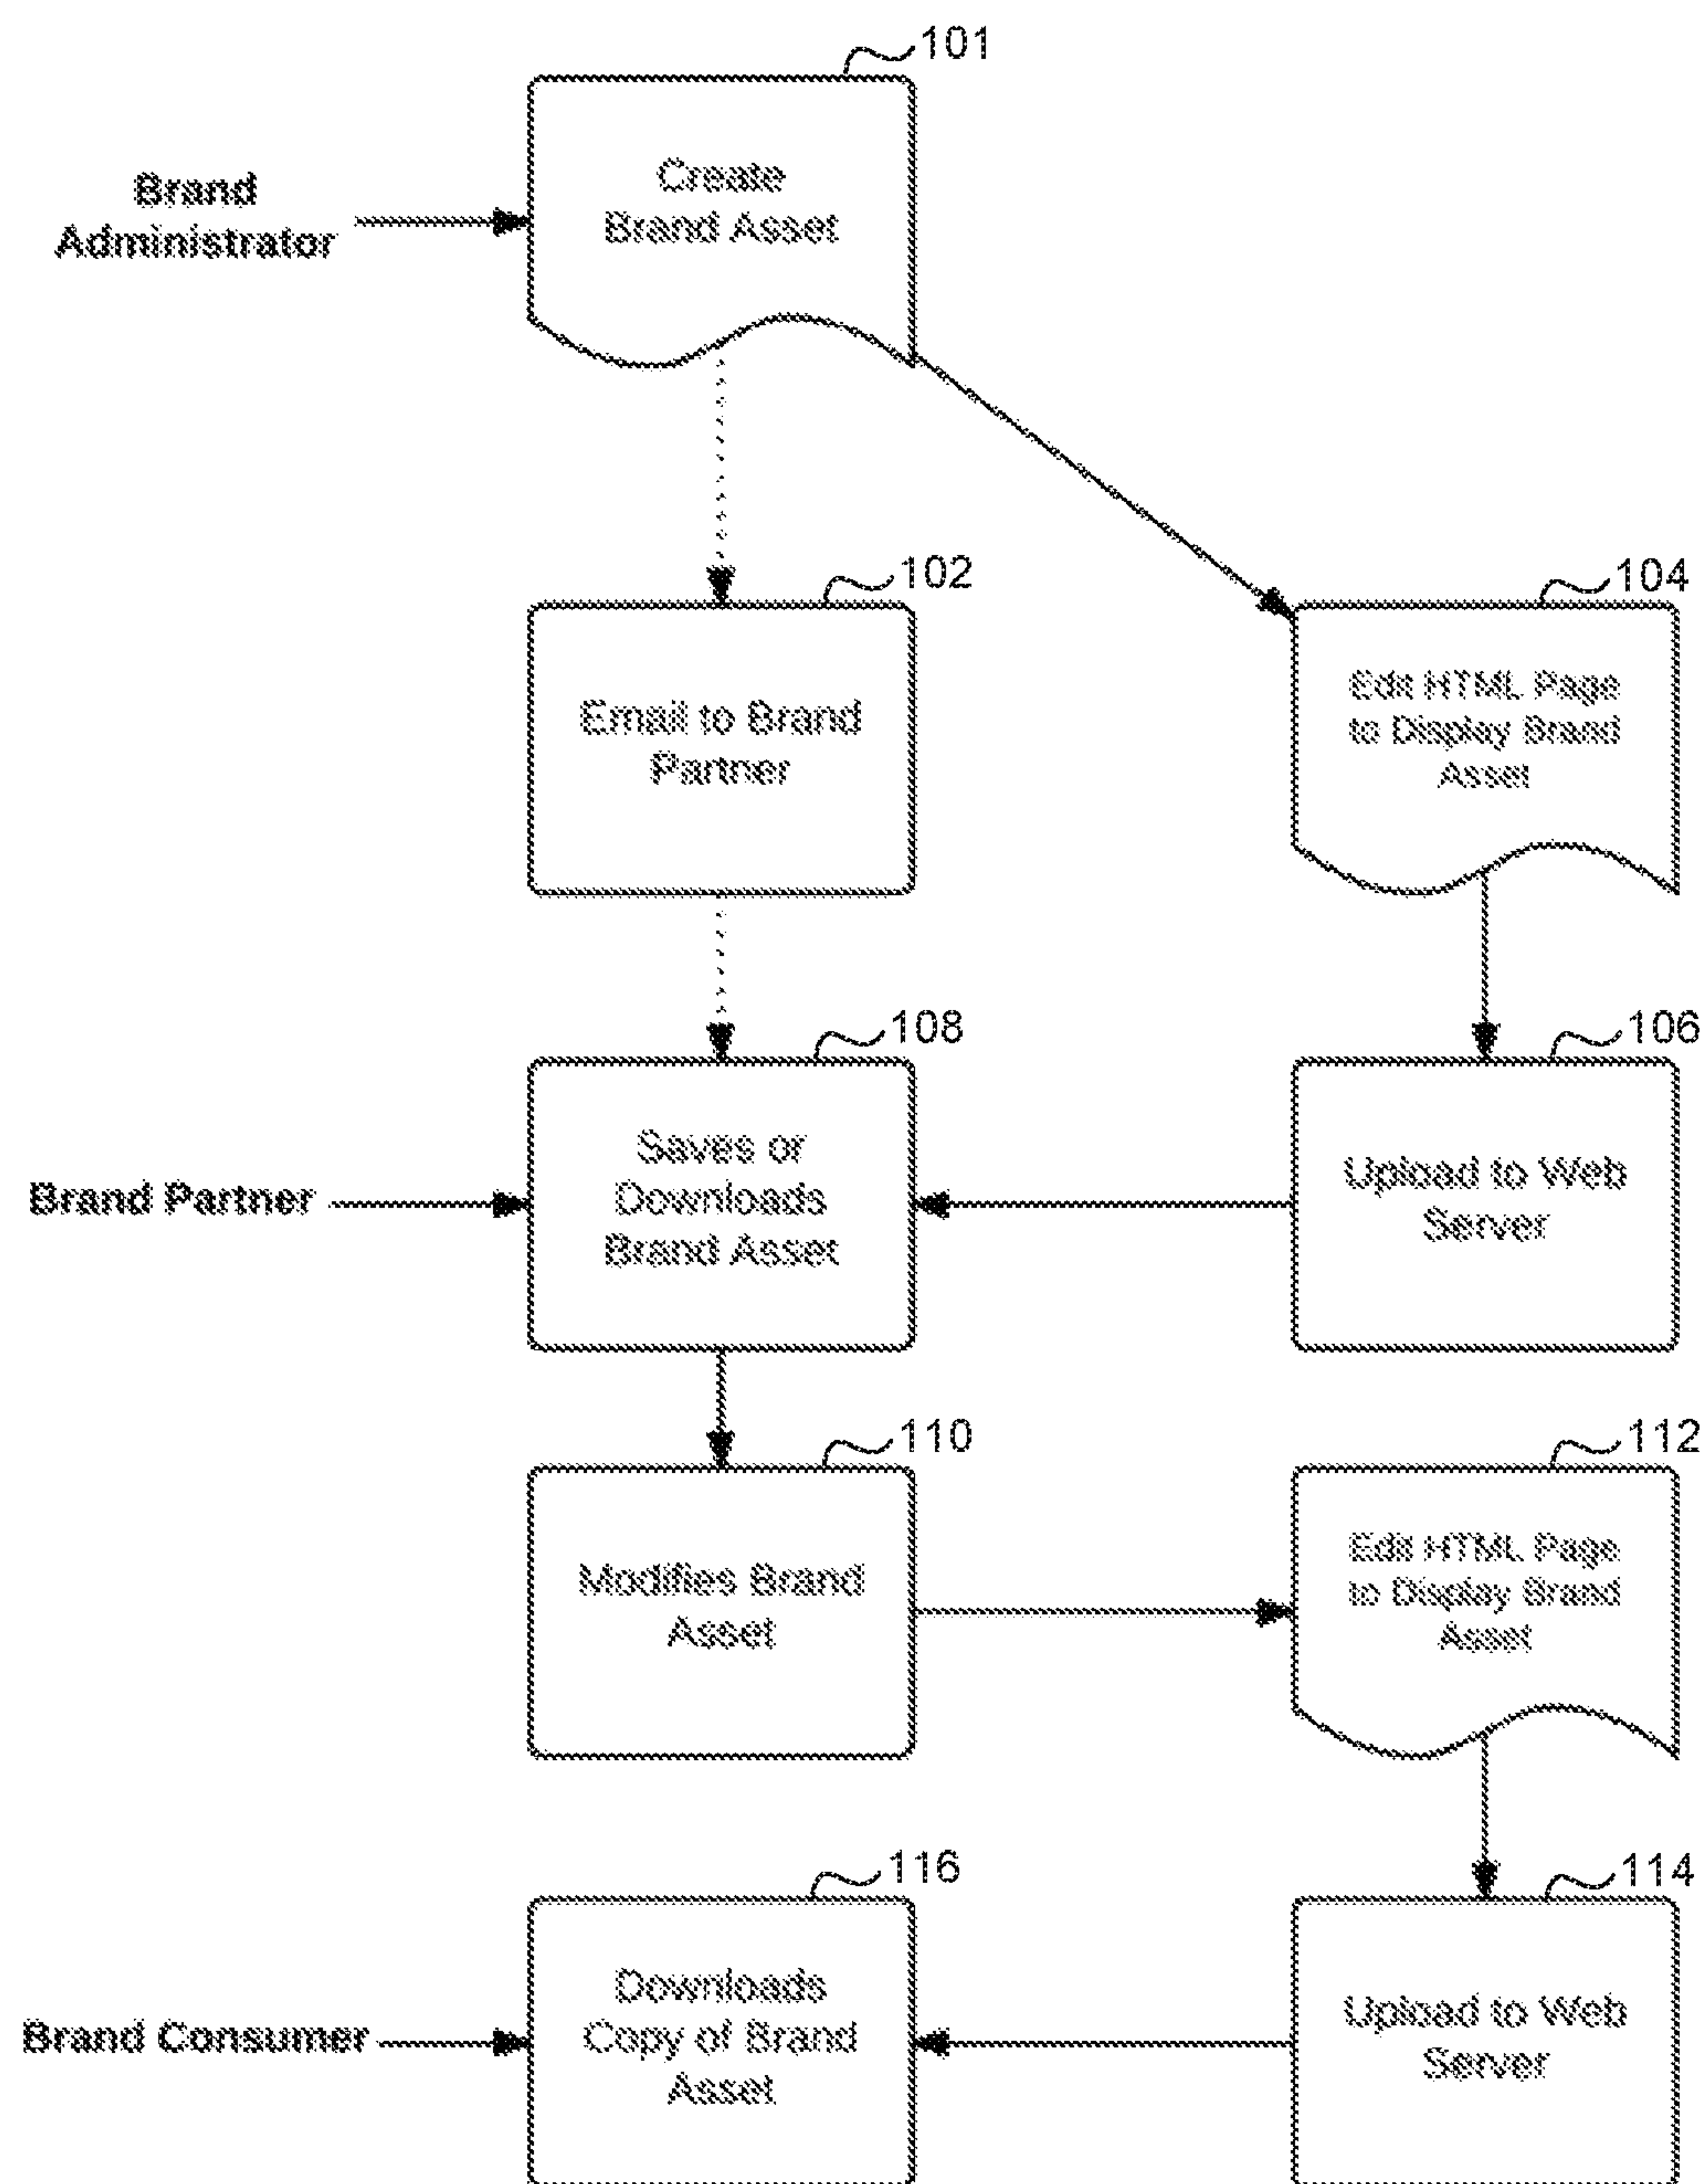 101
Brand
Administrator
Create
Brand Asset
102
104
Email to Brand
Partner
Edit HTML Page
to Display Brand
Asset
108
106
Brand Partner
Saves or
Downloads
Brand Asset
Upload to Web
Server
110
112
Modifies Brand
Asset
Edit HTML Page
to Display Brand
Asset
116
114
Brand Consumer
Downloads
Copy of Brand
Asset
Upload to Web
Server